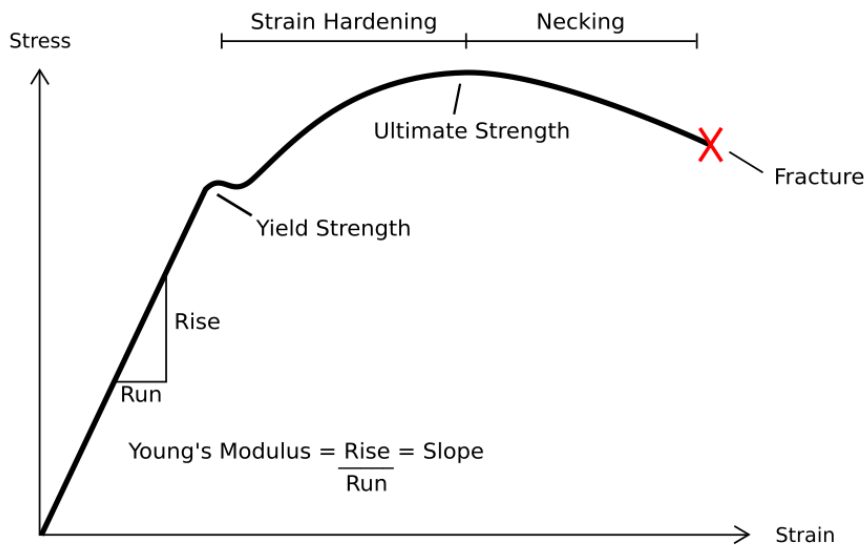 Strain Hardening
Necking
Stress
Ultimate Strength
Fracture
Yield Strength
Rise
Run
Young's Modulus = Rise = Slope
Run
Strain